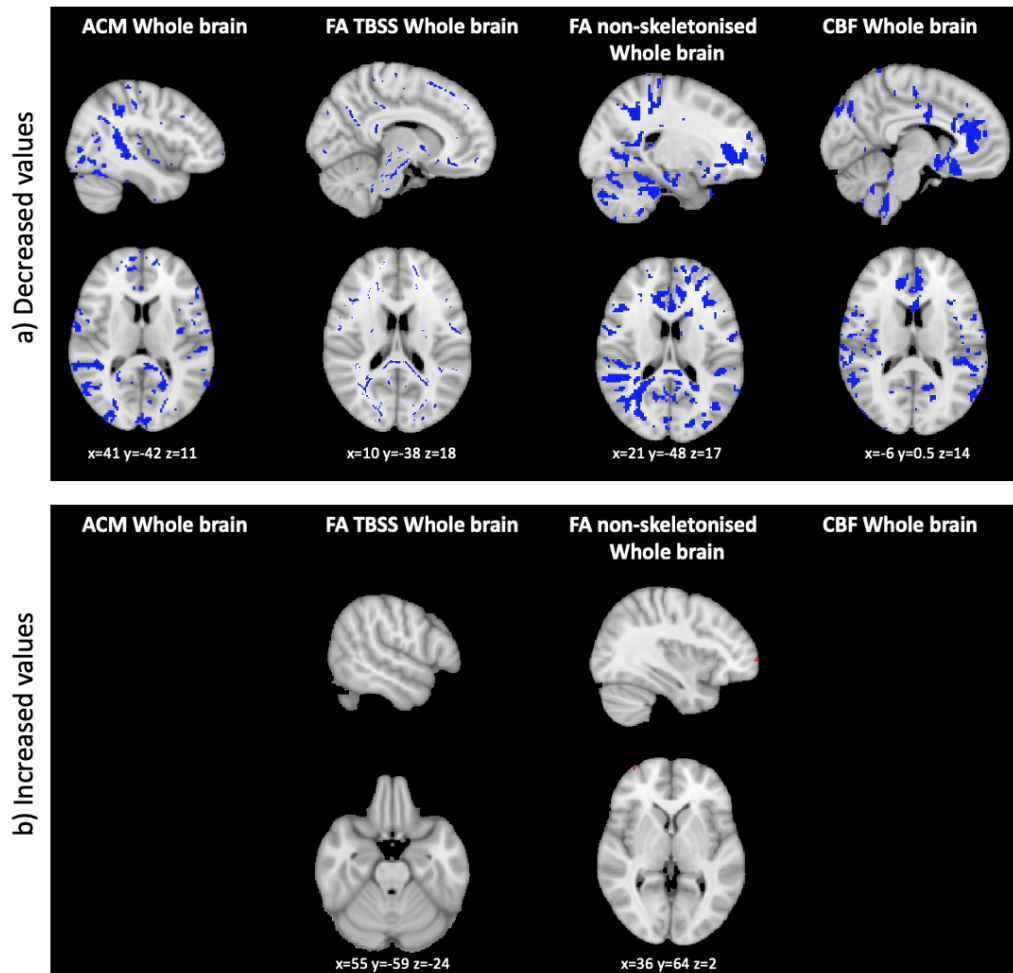 a) Decreased values
ACM Whole brain
FA TBSS Whole brain
FA non-skeletonised
Whole brain
CBF Whole brain
x=41 y=-42 z=11
x=10 y=-38 z=18
x=21 y=-48 z=17
x=-6 y=0.5 z=14
b) Increased values
ACM Whole brain
FA TBSS Whole brain
FA non-skeletonised
Whole brain
CBF Whole brain
x=55 y=-59 z=-24
x=36 y=64 z=2